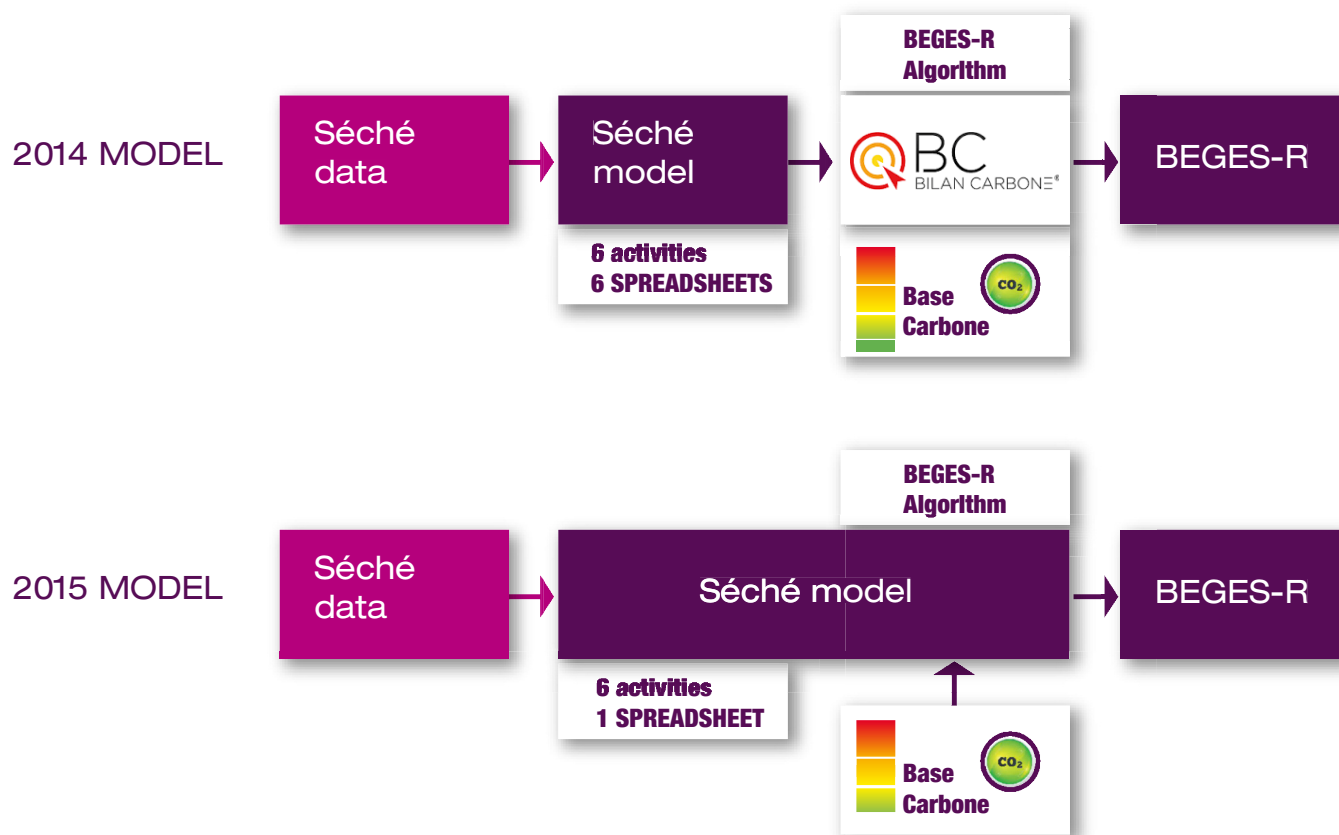 BEGES-R
Algorithm
2014 MODEL
Séché
data
Séché
model
BC
BILAN CARBONE®
BEGES-R
6 activities
6 SPREADSHEETS
Base
Carbone
CO₂
BEGES-R
Algorithm
2015 MODEL
Séché
data
Séché model
BEGES-R
6 activities
1 SPREADSHEET
Base
Carbone
CO₂